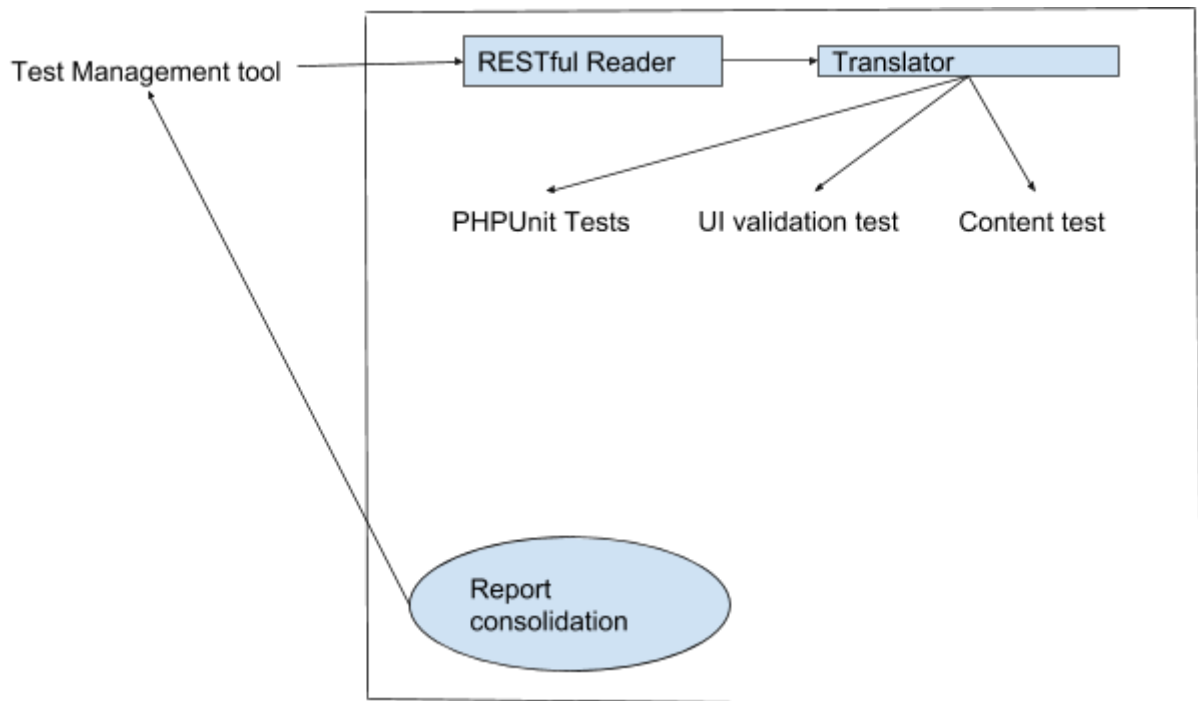 Test Management tool
RESTful Reader
Translator
PHPUnit Tests
UI validation test
Content test
Report
consolidation